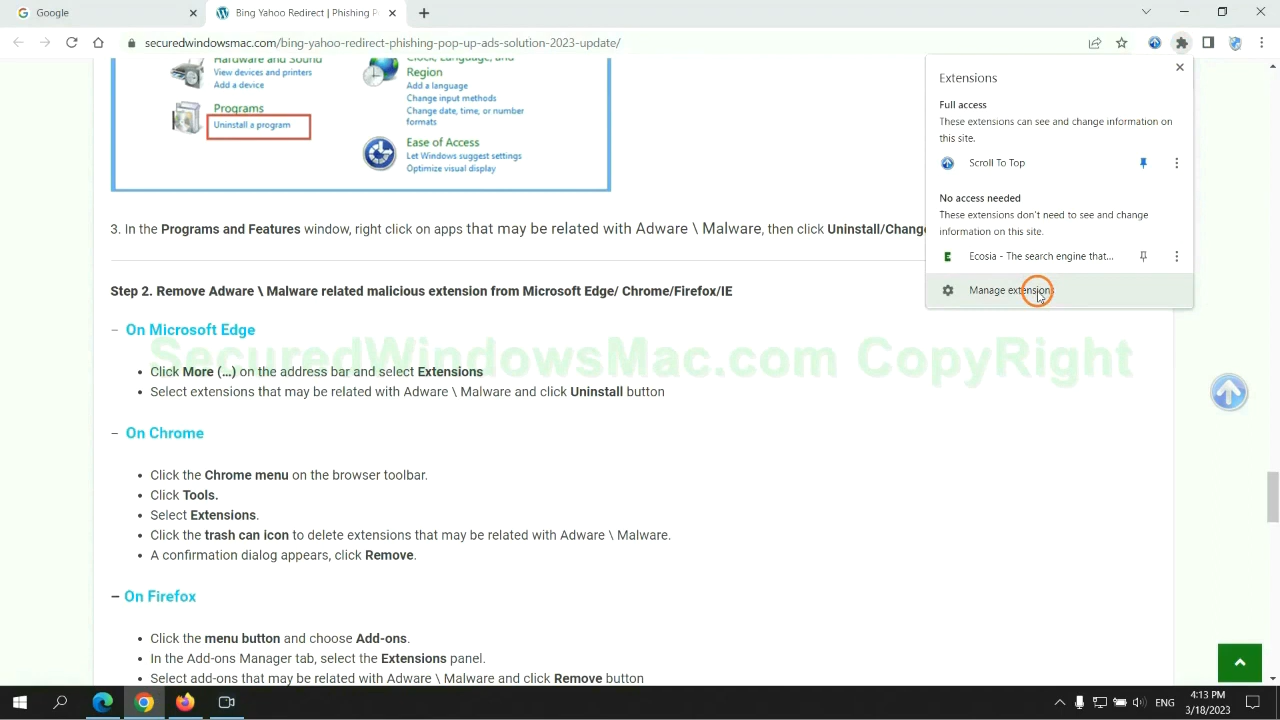 Google
Bing Yahoo Redirect | Phishing P
securedwindowsmac.com/bing-yahoo-redirect-phishing-pop-up-ads-solution-2023-update/
Hardware and Sound
View devices and printers
Add a device
Programs
Uninstall a program
Clock, Language, and
Region
Add a language
Change input methods
Change date, time, or number
formats
Ease of Access
Let Windows suggest settings
Optimize visual display
Extensions
Full access
These extensions can see and change information on
this site.
Scroll To Top
No access needed
These extensions don't need to see and change
information on this site.
Ecosia - The search engine that...
Manage extensions
3. In the Programs and Features window, right click on apps that may be related with Adware \ Malware, then click Uninstall/Change
Step 2. Remove Adware \ Malware related malicious extension from Microsoft Edge/ Chrome/Firefox/IE
– On Microsoft Edge
SecuredWindowsMac.com CopyRight
• Click More (…) on the address bar and select Extensions
• Select extensions that may be related with Adware \ Malware and click Uninstall button
– On Chrome
• Click the Chrome menu on the browser toolbar.
• Click Tools.
• Select Extensions.
• Click the trash can icon to delete extensions that may be related with Adware \ Malware.
• A confirmation dialog appears, click Remove.
– On Firefox
• Click the menu button and choose Add-ons.
• In the Add-ons Manager tab, select the Extensions panel.
• Select add-ons that may be related with Adware \ Malware and click Remove button
ENG
4:13 PM
3/18/2023